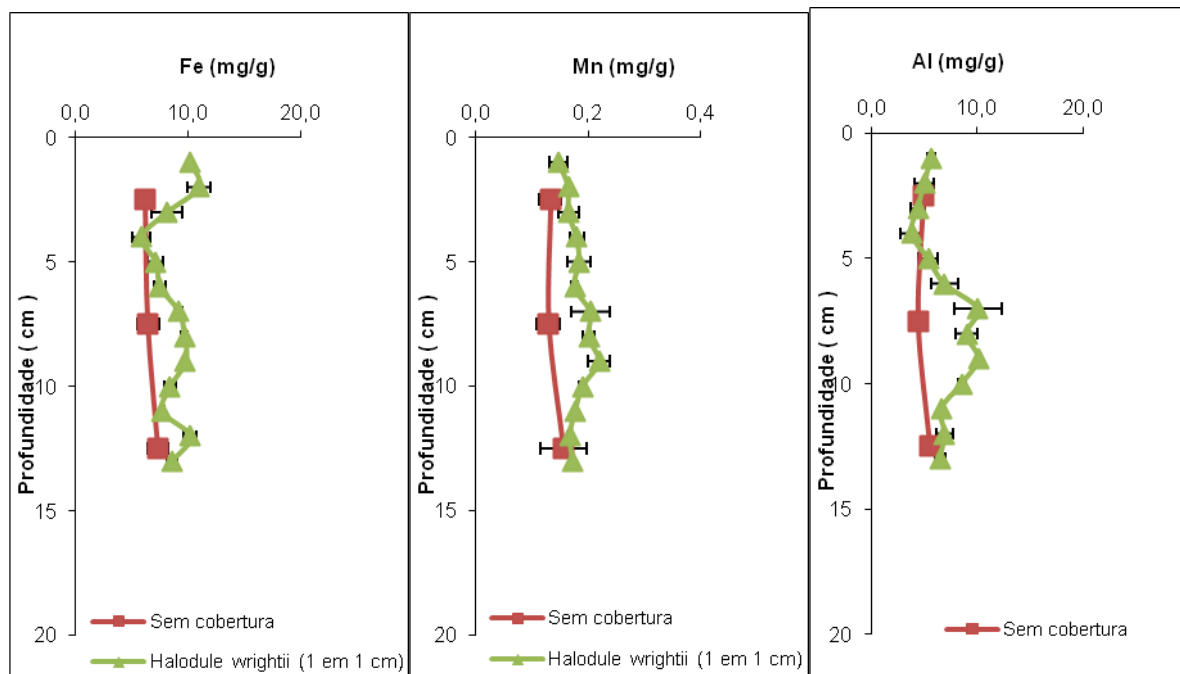 Fe (mg/g)
0,0 10,0 20,0
0
5
10
15
20
Profundidade ( cm )
Sem cobertura
Halodule wrightii (1 em 1 cm)
Mn (mg/g)
0,0 0,2 0,4
0
5
10
15
20
Profundidade ( cm )
Sem cobertura
Halodule wrightii (1 em 1 cm)
Al (mg/g)
0,0 10,0 20,0
0
5
10
15
20
Profundidade ( cm )
Sem cobertura